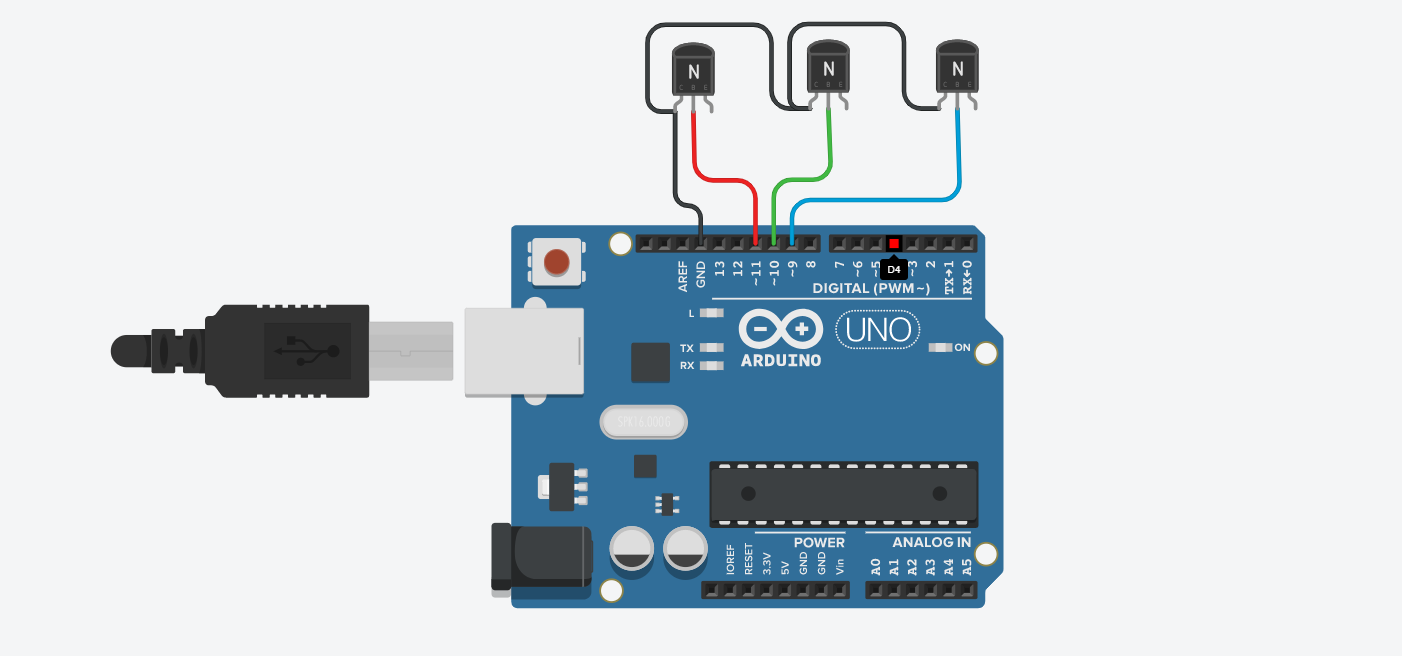 N
N
N
C B E
C B E
C B E
AREF
GND
13
12
~11
~10
~9
8
7
~6
~5
~3
2
TX→1
RX←0
D4
DIGITAL (PWM~)
L
TX
RX
ARDUINO
UNO
ON
SPK16.000G
POWER
ANALOG IN
IOREF
RESET
3.3V
5V
GND
GND
Vin
A0
A1
A2
A3
A4
A5